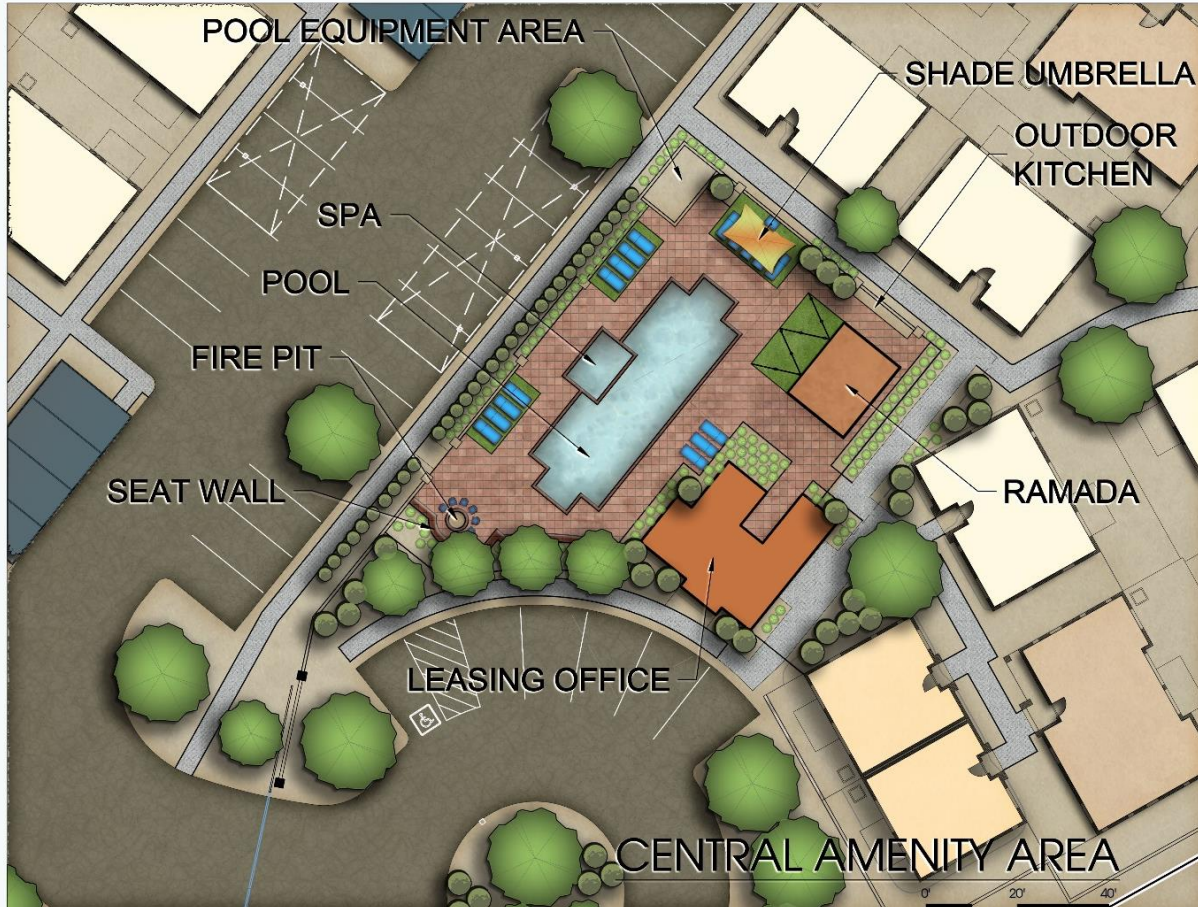 POOL EQUIPMENT AREA
SHADE UMBRELLA
OUTDOOR
KITCHEN
SPA
POOL
FIRE PIT
SEAT WALL
RAMADA
LEASING OFFICE
CENTRAL AMENITY AREA
0' 20' 40'